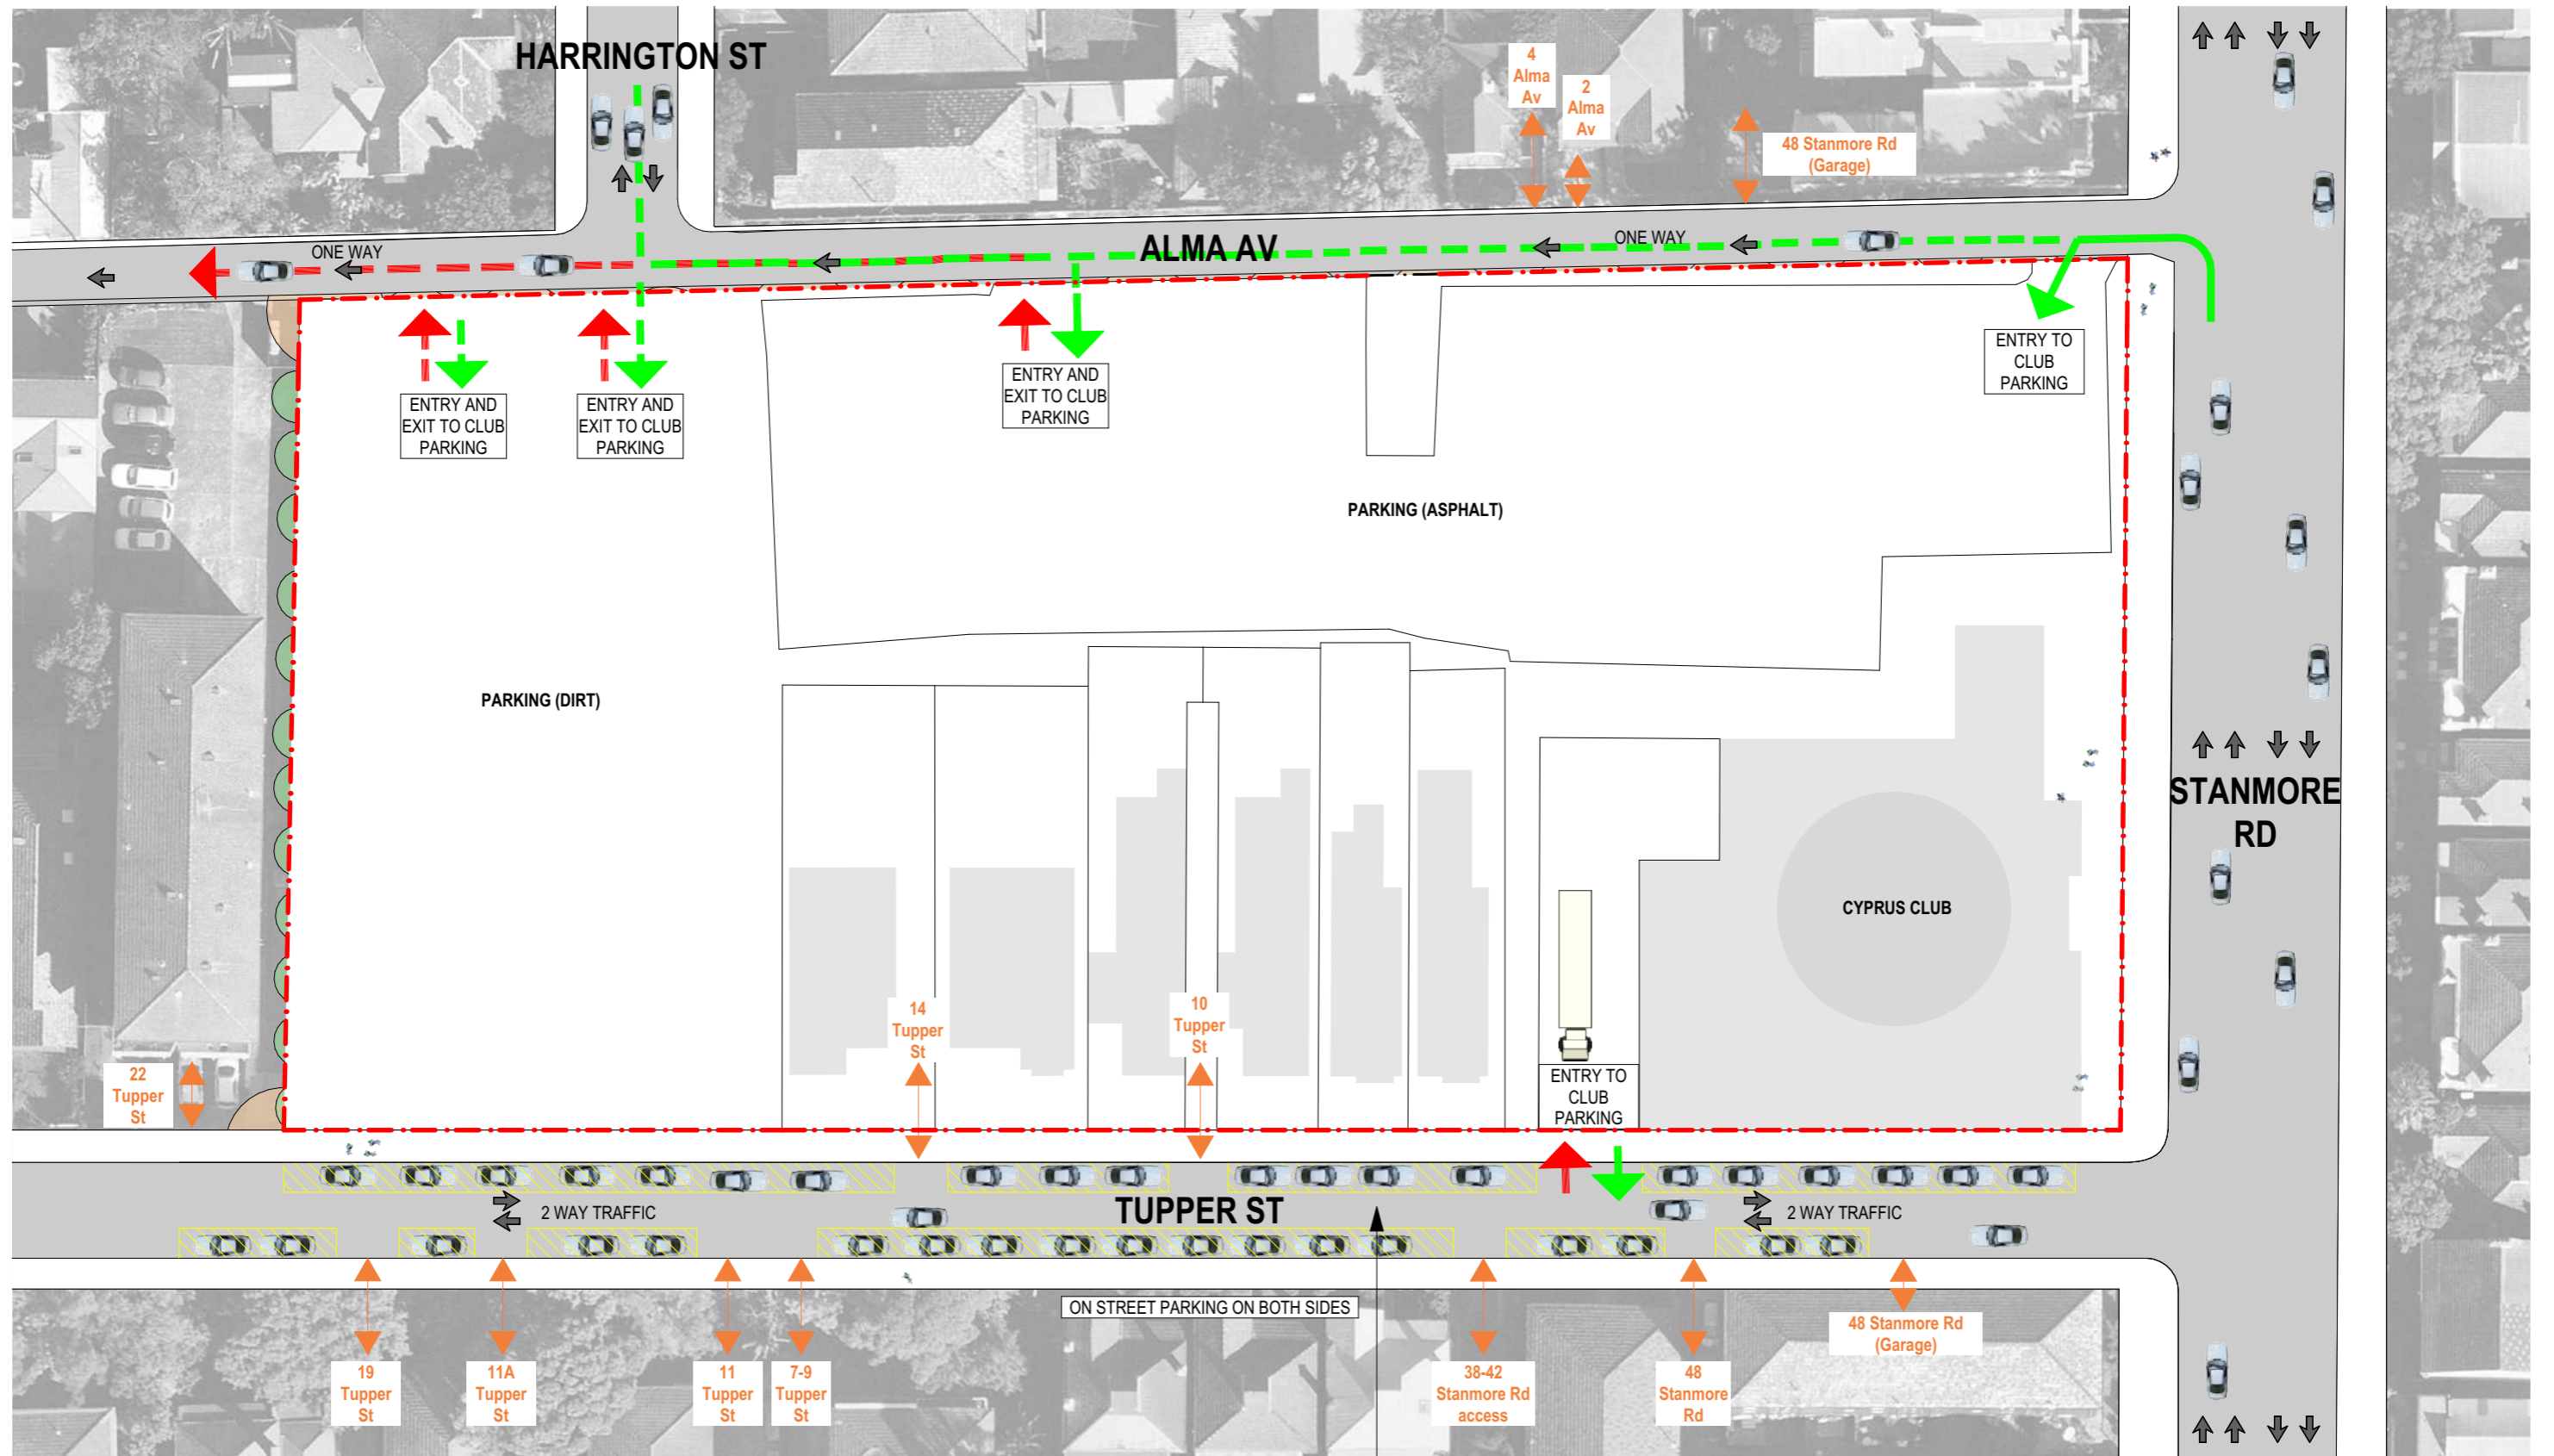 HARRINGTON ST
4
Alma
Av
2
Alma
Av
48 Stanmore Rd
(Garage)
ONE WAY
ALMA AV
ONE WAY
ENTRY TO
CLUB
PARKING
ENTRY AND
EXIT TO CLUB
PARKING
ENTRY AND
EXIT TO CLUB
PARKING
ENTRY AND
EXIT TO CLUB
PARKING
PARKING (ASPHALT)
PARKING (DIRT)
STANMORE
RD
CYPRUS CLUB
14
Tupper
St
10
Tupper
St
22
Tupper
St
ENTRY TO
CLUB
PARKING
2 WAY TRAFFIC
TUPPER ST
2 WAY TRAFFIC
ON STREET PARKING ON BOTH SIDES
48 Stanmore Rd
(Garage)
19
Tupper
St
11A
Tupper
St
11
Tupper
St
7-9
Tupper
St
38-42
Stanmore Rd
access
48
Stanmore
Rd